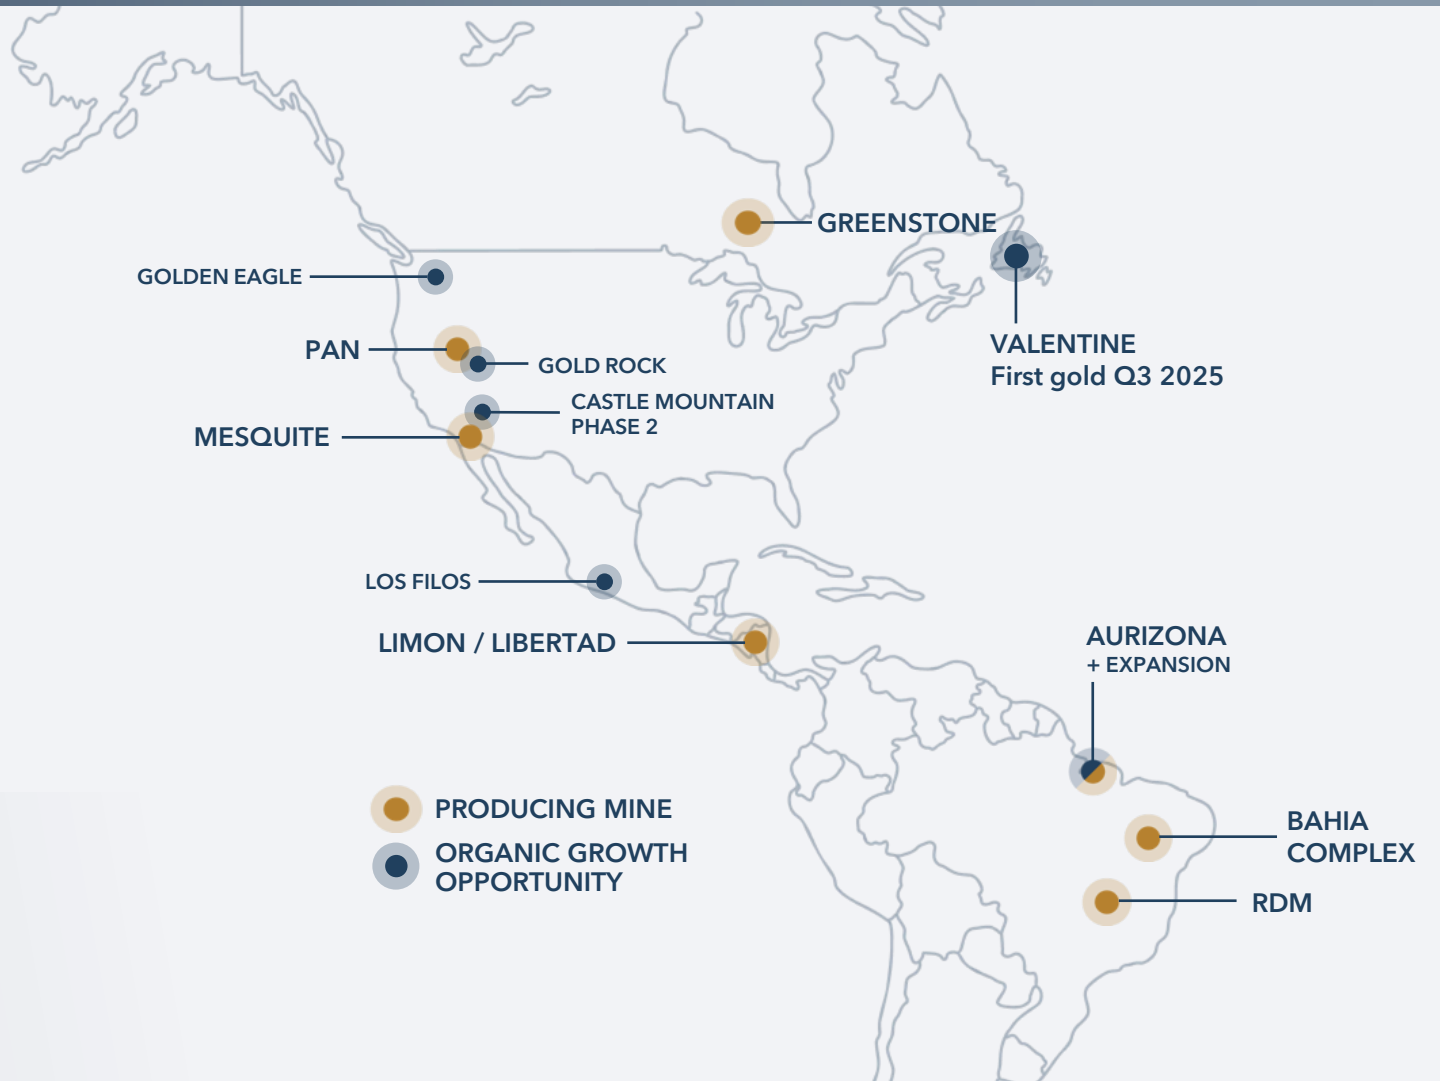 GREENSTONE
GOLDEN EAGLE
VALENTINE
First gold Q3 2025
PAN
GOLD ROCK
CASTLE MOUNTAIN
PHASE 2
MESQUITE
LOS FILOS
LIMON / LIBERTAD
AURIZONA
+ EXPANSION
PRODUCING MINE
ORGANIC GROWTH
OPPORTUNITY
BAHIA
COMPLEX
RDM